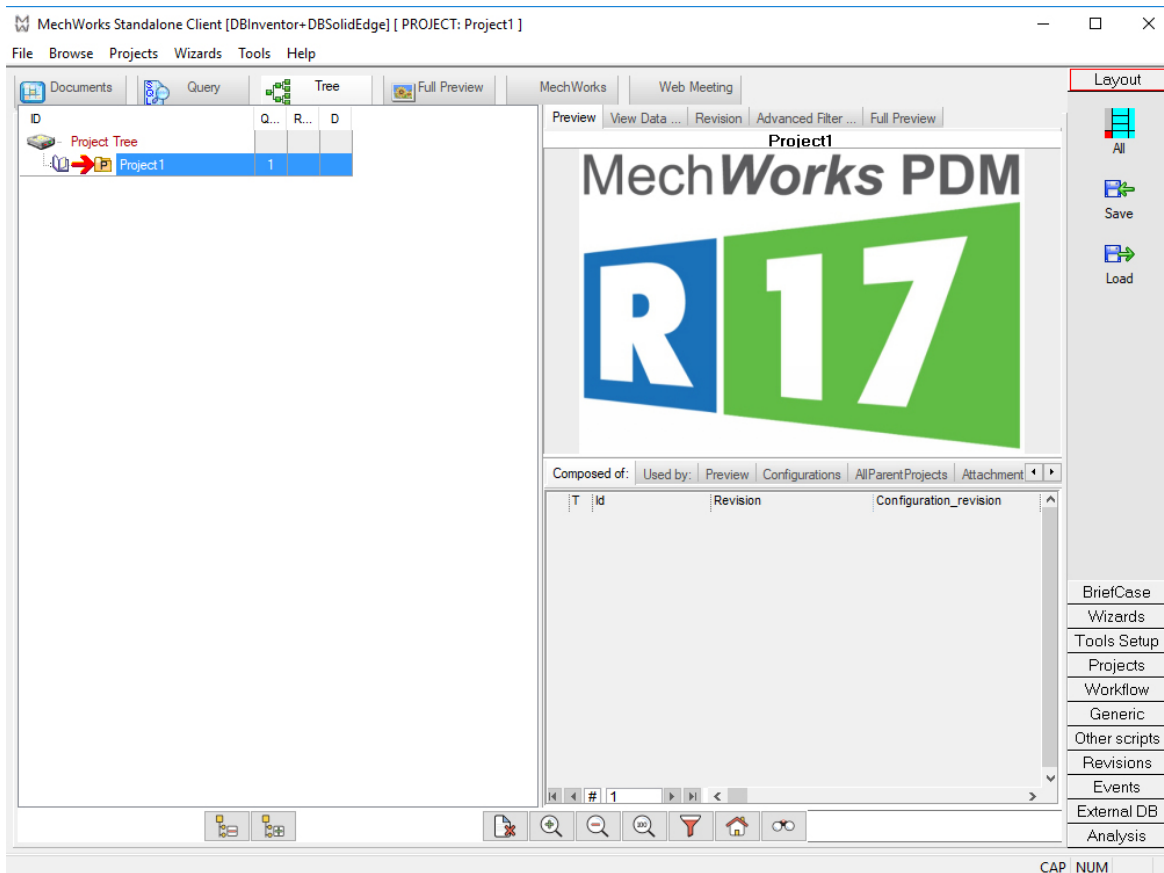 MechWorks Standalone Client [DBInventor+DBSolidEdge] [ PROJECT: Project1 ]
File Browse Projects Wizards Tools Help
Documents Query Tree Full Preview MechWorks Web Meeting
Layout
ID Q... R... D
Preview View Data ... Revision Advanced Filter ... Full Preview
Project Tree
Project1 1
Project1
MechWorks PDM
R 17
All
Save
Load
Composed of: Used by: Preview Configurations AllParentProjects Attachment
T Id Revision Configuration_revision
# 1
BriefCase
Wizards
Tools Setup
Projects
Workflow
Generic
Other scripts
Revisions
Events
External DB
Analysis
CAP NUM